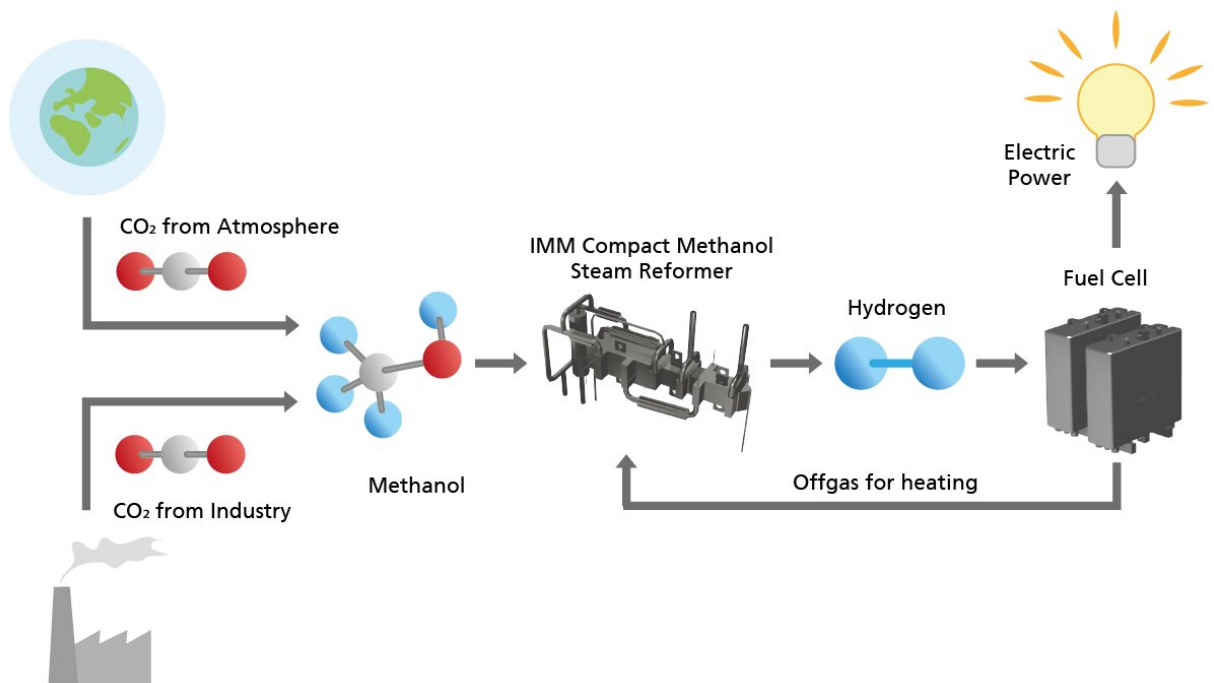 CO₂ from Atmosphere
CO₂ from Industry
Methanol
IMM Compact Methanol
Steam Reformer
Hydrogen
Fuel Cell
Electric
Power
Offgas for heating